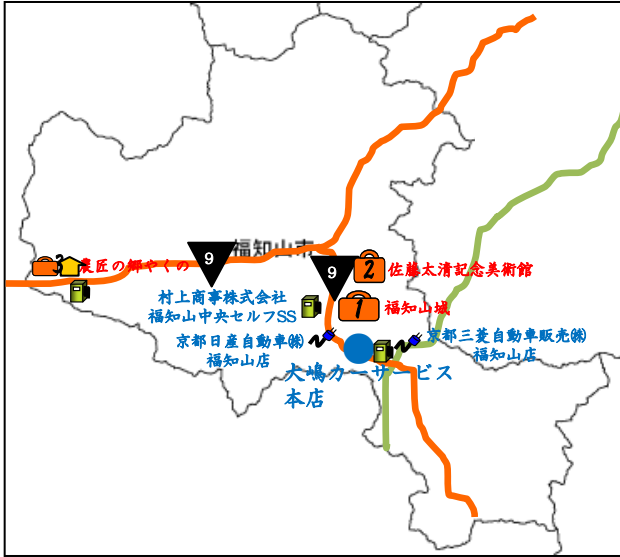 福知山市
9
3
農匠の郷やくの
9
2
佐藤太清記念美術館
村上商事株式会社
福知山中央セルフSS
1
福知山城
京都日産自動車㈱
福知山店
京都三菱自動車販売㈱
福知山店
大嶋カーサービス
本店